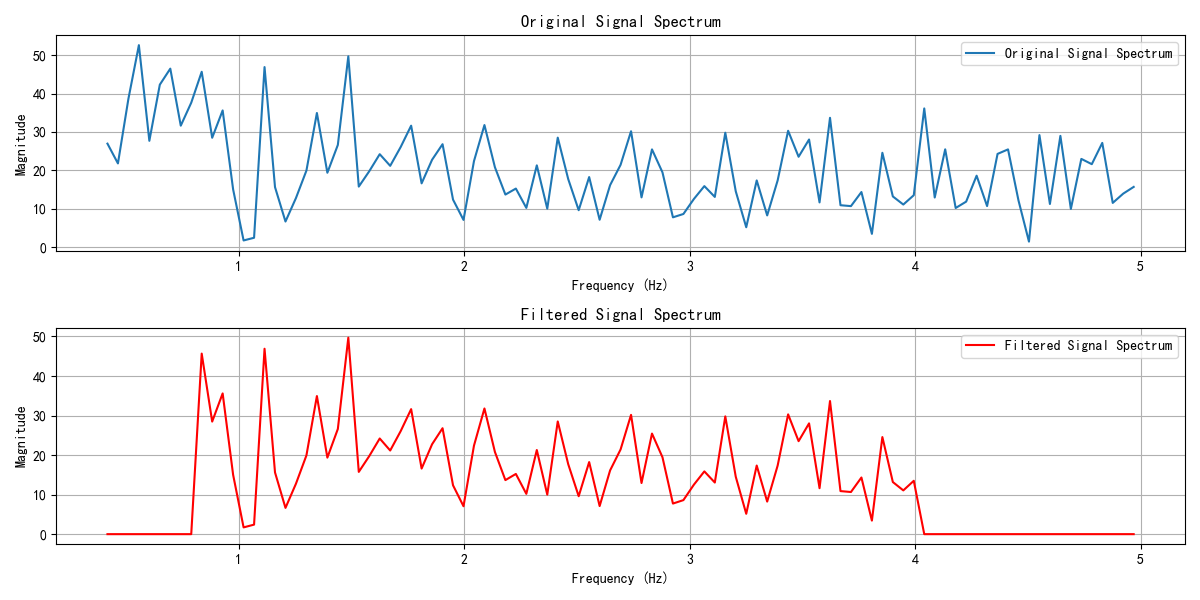 Original Signal Spectrum
Original Signal Spectrum
50
40
30
20
10
0
Magnitude
1 2 3 4 5
Frequency (Hz)
Filtered Signal Spectrum
Filtered Signal Spectrum
50
40
30
20
10
0
Magnitude
1 2 3 4 5
Frequency (Hz)